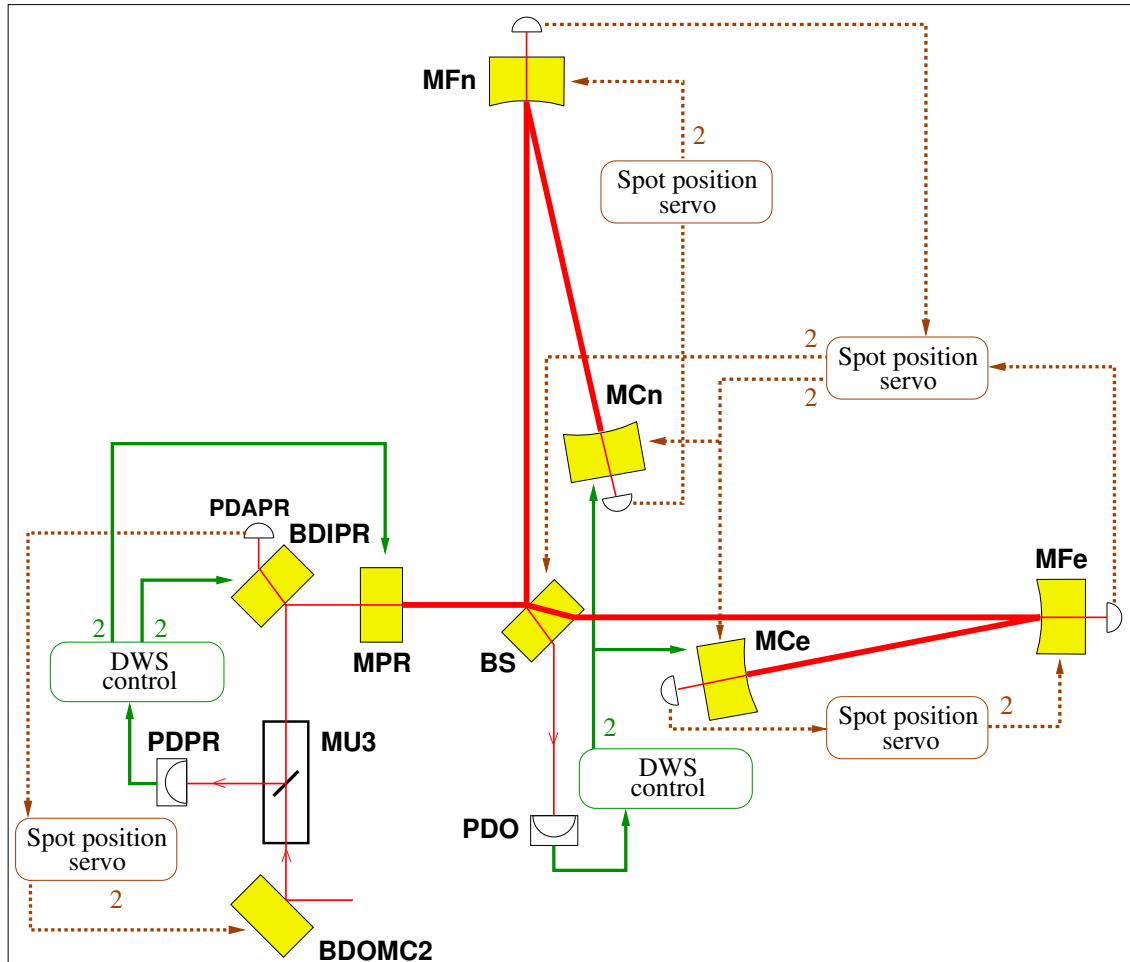 MFn
2
Spot position
servo
2
Spot position
servo
2
MCn
PDAPR
BDIPR
MFe
2
2
DWS
control
MPR
BS
MCe
Spot position
servo
2
PDPR
MU3
2
DWS
control
PDO
Spot position
servo
2
BDOMC2